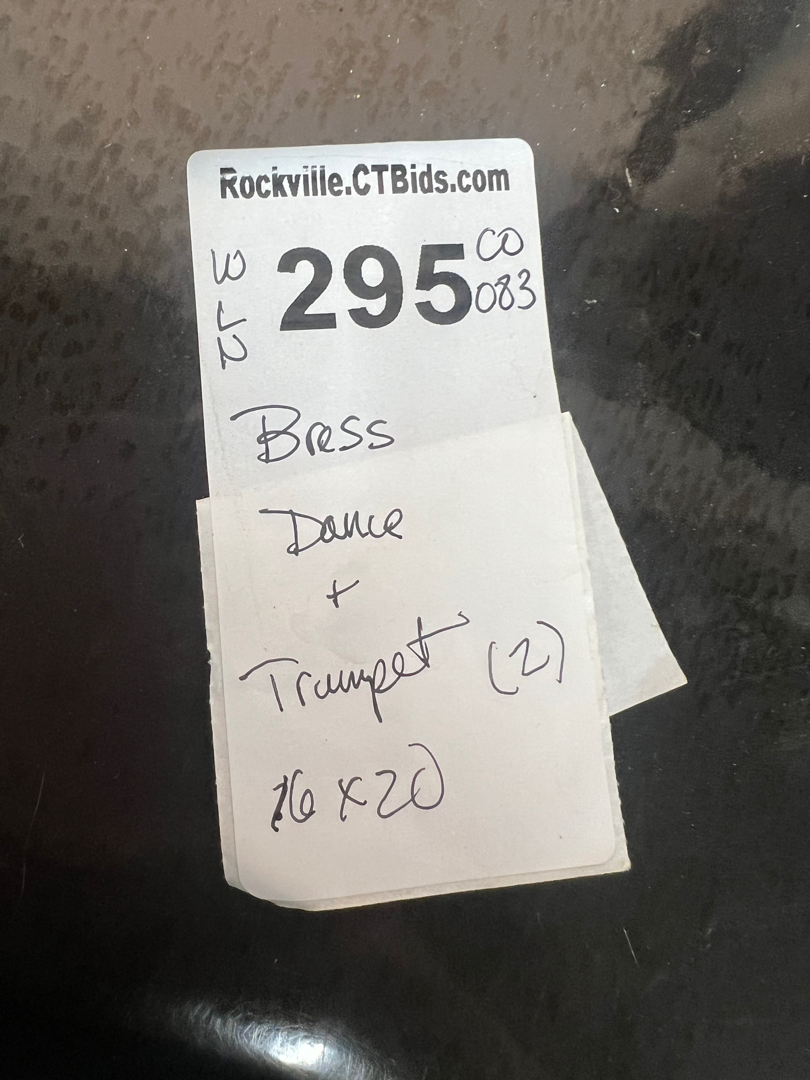 Rockville.CTBids.com
W
L
N
295
CO
083
Brass
Dance
+
Trumpet (2)
16 x 20